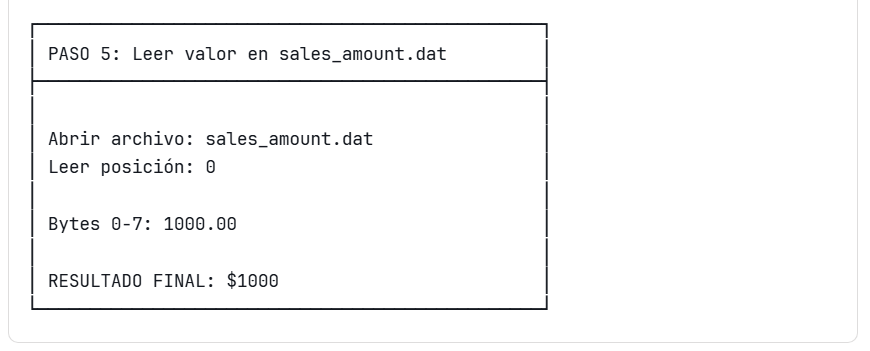 PASO 5: Leer valor en sales_amount.dat
Abrir archivo: sales_amount.dat
Leer posición: 0
Bytes 0-7: 1000.00
RESULTADO FINAL: $1000